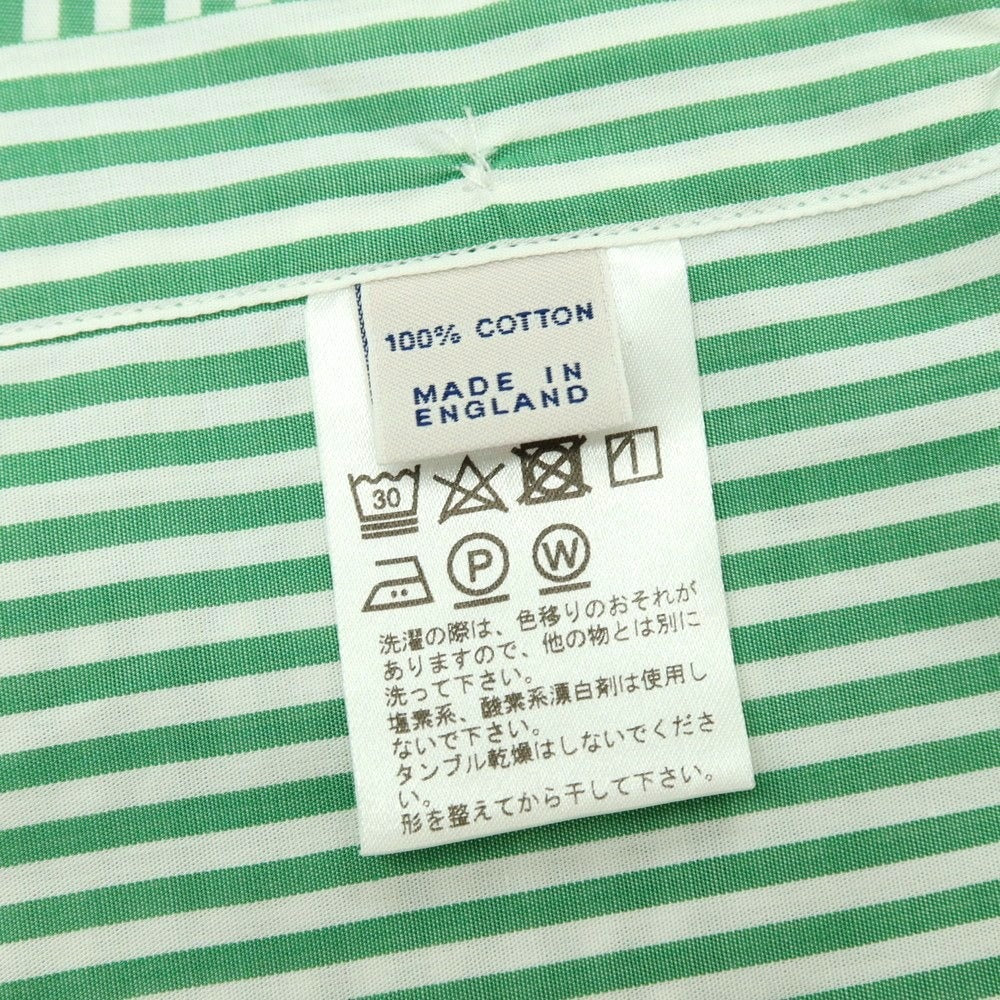 100% COTTON
MADE IN
ENGLAND
30
P
W
洗濯の際は、色移りのおそれが
ありますので、他の物とは別に
洗って下さい。
塩素系、酸素系漂白剤は使用し
ないで下さい。
タンブル乾燥はしないでくださ
い。
形を整えてから干して下さい。